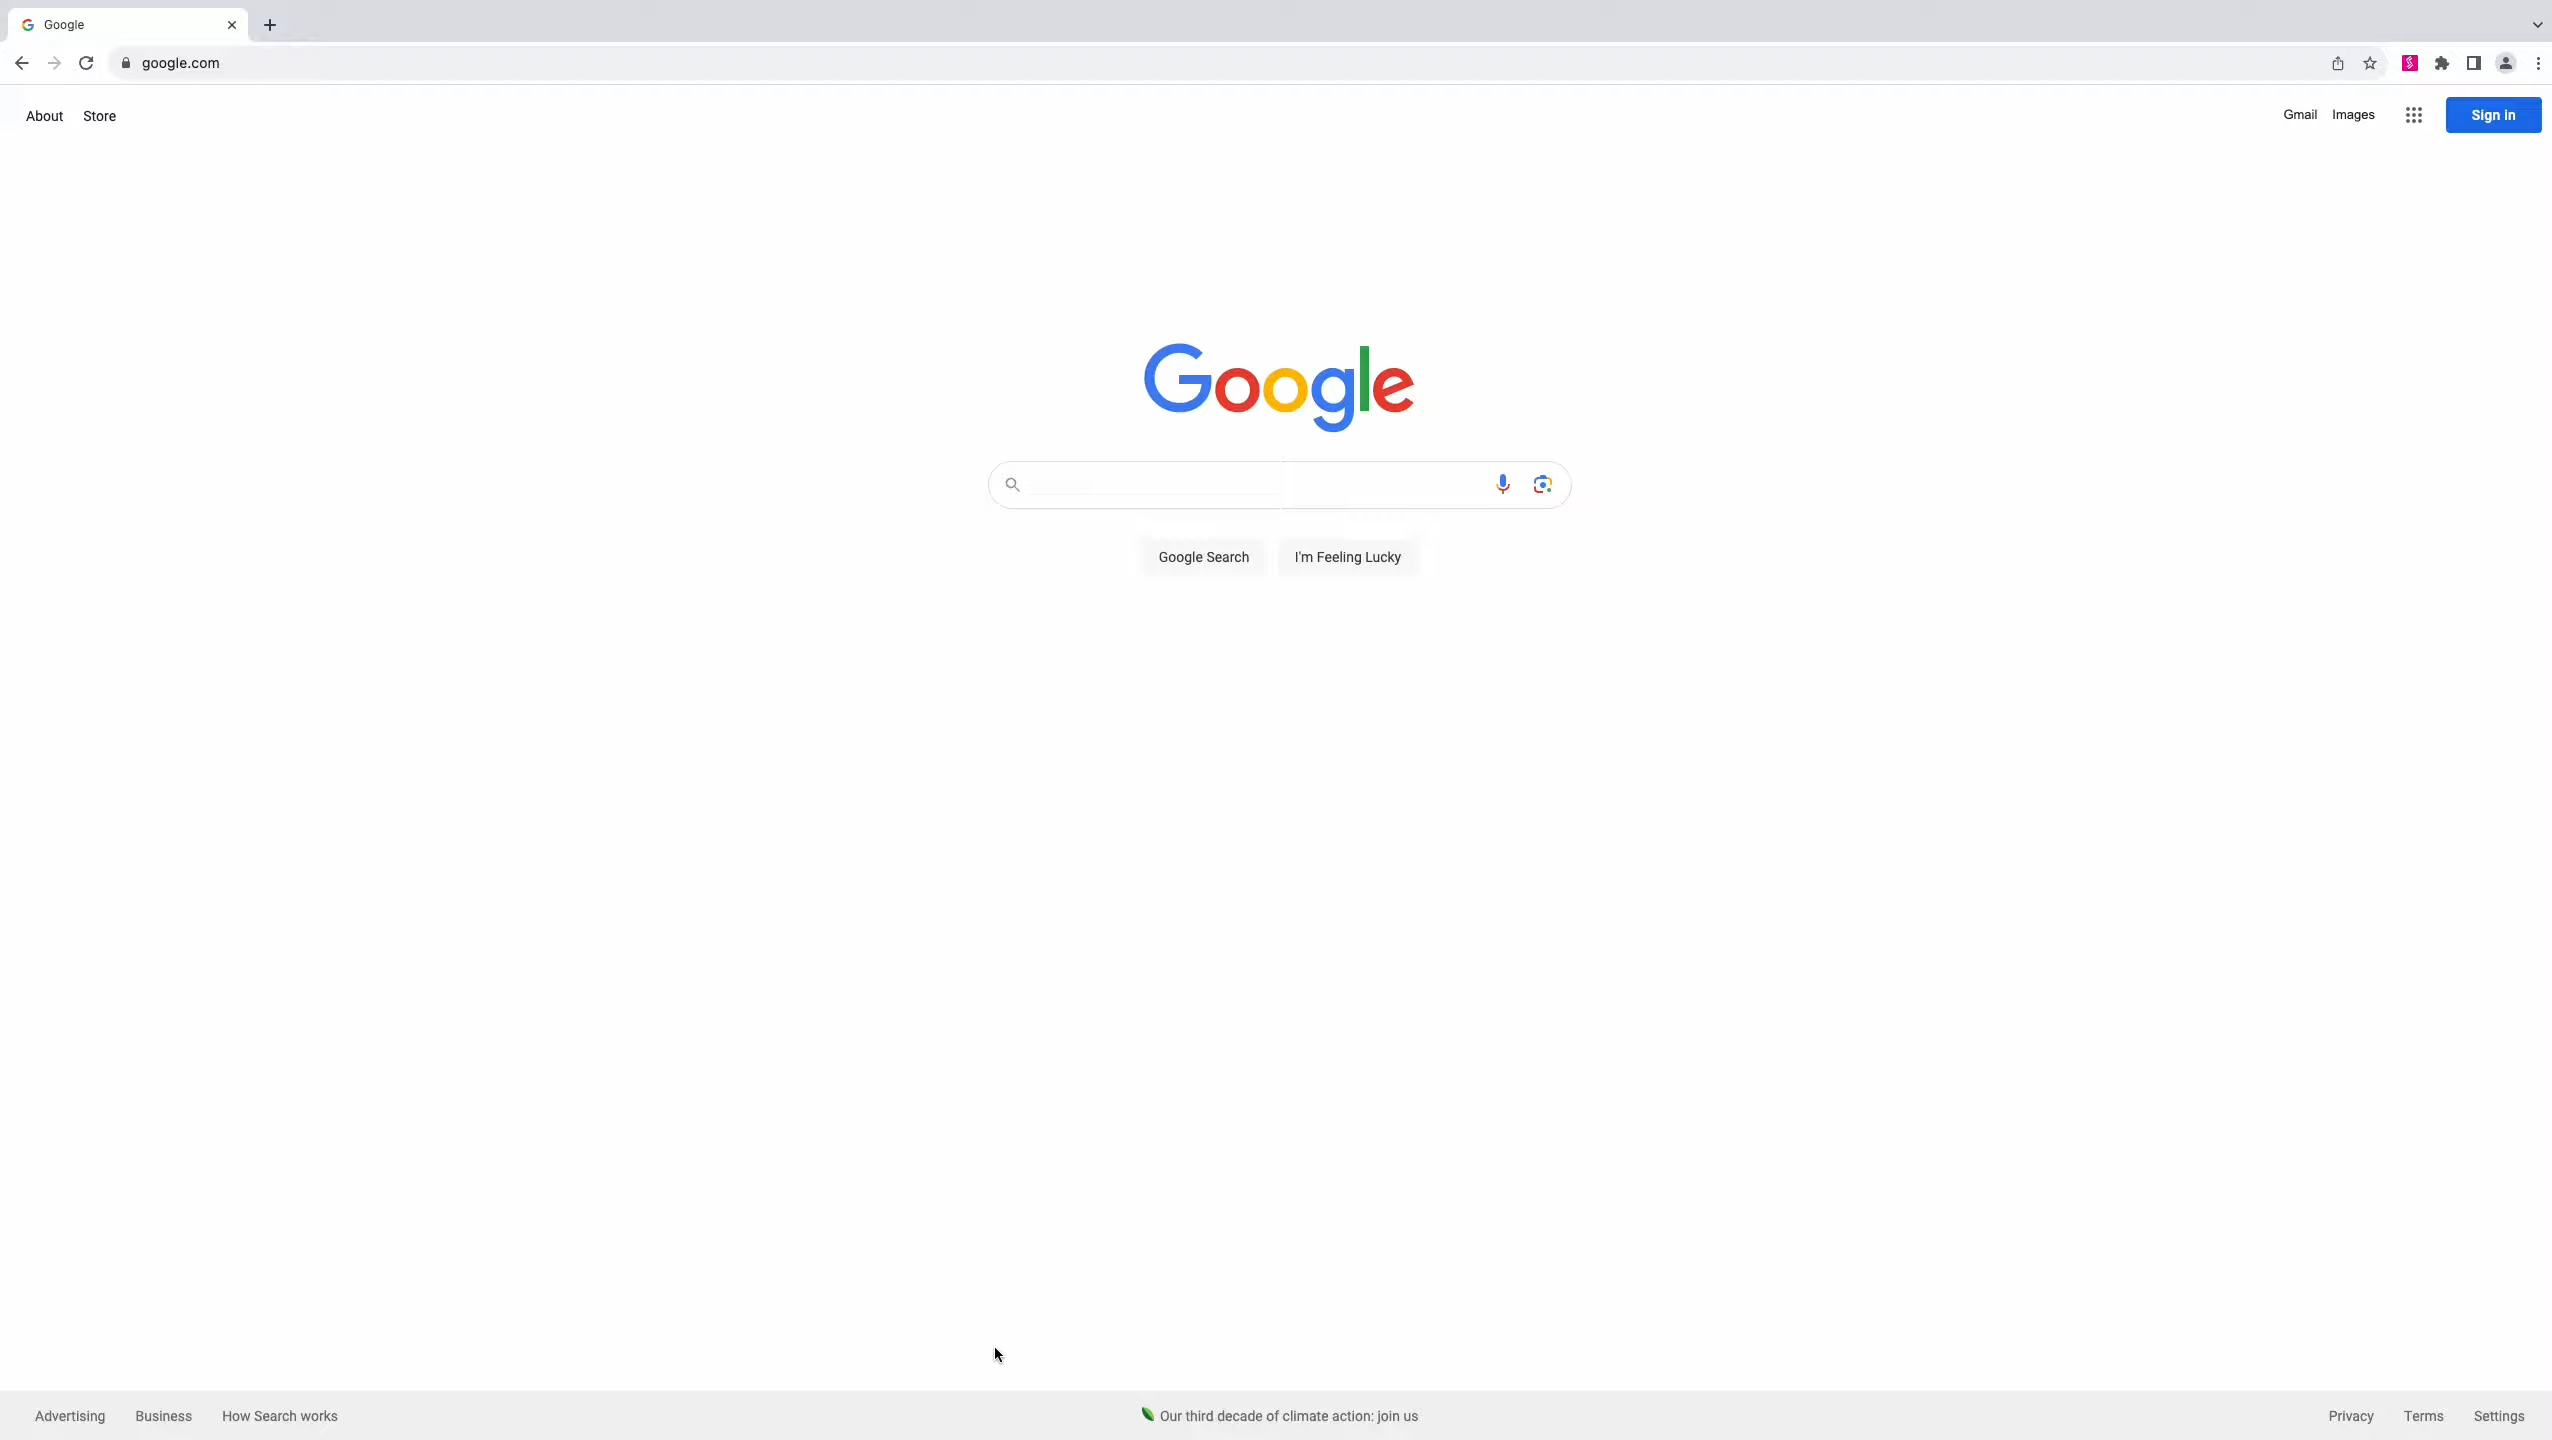 Google
google.com
About Store Gmail Images Sign in
Google
Google Search I'm Feeling Lucky
Advertising Business How Search works Our third decade of climate action: join us Privacy Terms Settings